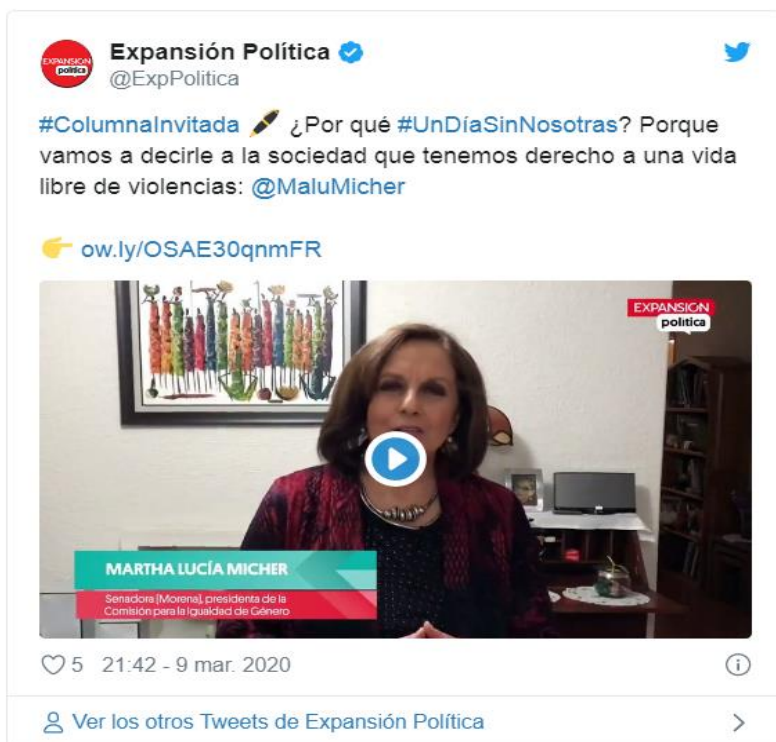 EXPANSIÓN
política
Expansión Política
@ExpPolitica
#ColumnaInvitada ¿Por qué #UnDíaSinNosotras? Porque
vamos a decirle a la sociedad que tenemos derecho a una vida
libre de violencias: @MaluMicher
ow.ly/OSAE30qnmFR
EXPANSIÓN
política
MARTHA LUCÍA MICHER
Senadora (Morena), presidenta de la
Comisión para la Igualdad de Género
5 21:42 - 9 mar. 2020
Ver los otros Tweets de Expansión Política